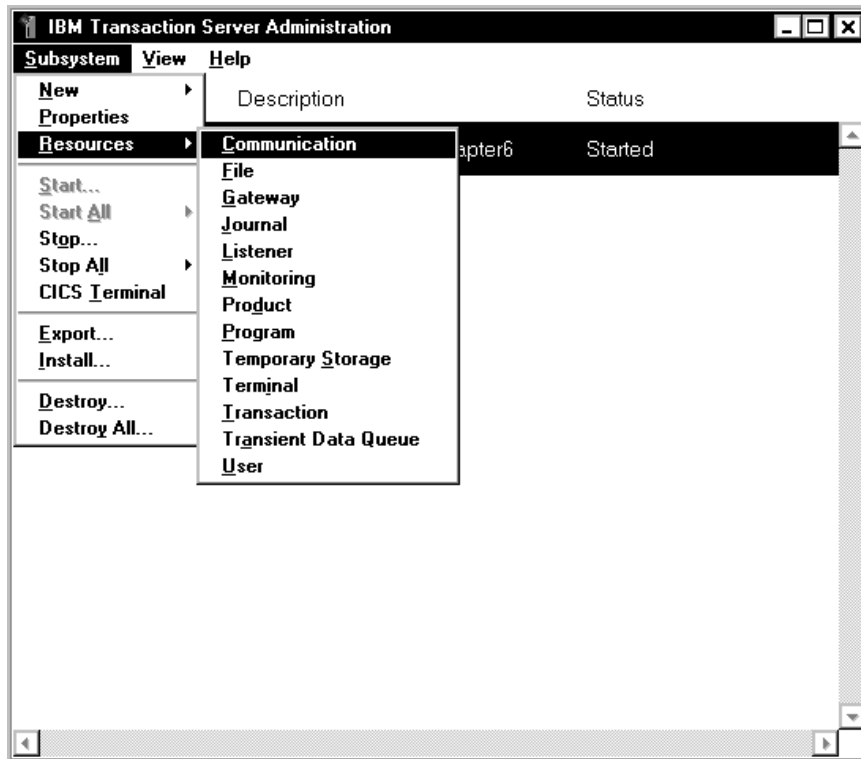 IBM Transaction Server Administration
Subsystem View Help
Description Status
New
Properties
Resources
Start...
Start All
Stop...
Stop All
CICS Terminal
Export...
Install...
Destroy...
Destroy All...
Communication
File
Gateway
Journal
Listener
Monitoring
Product
Program
Temporary Storage
Terminal
Transaction
Transient Data Queue
User
apter6 Started